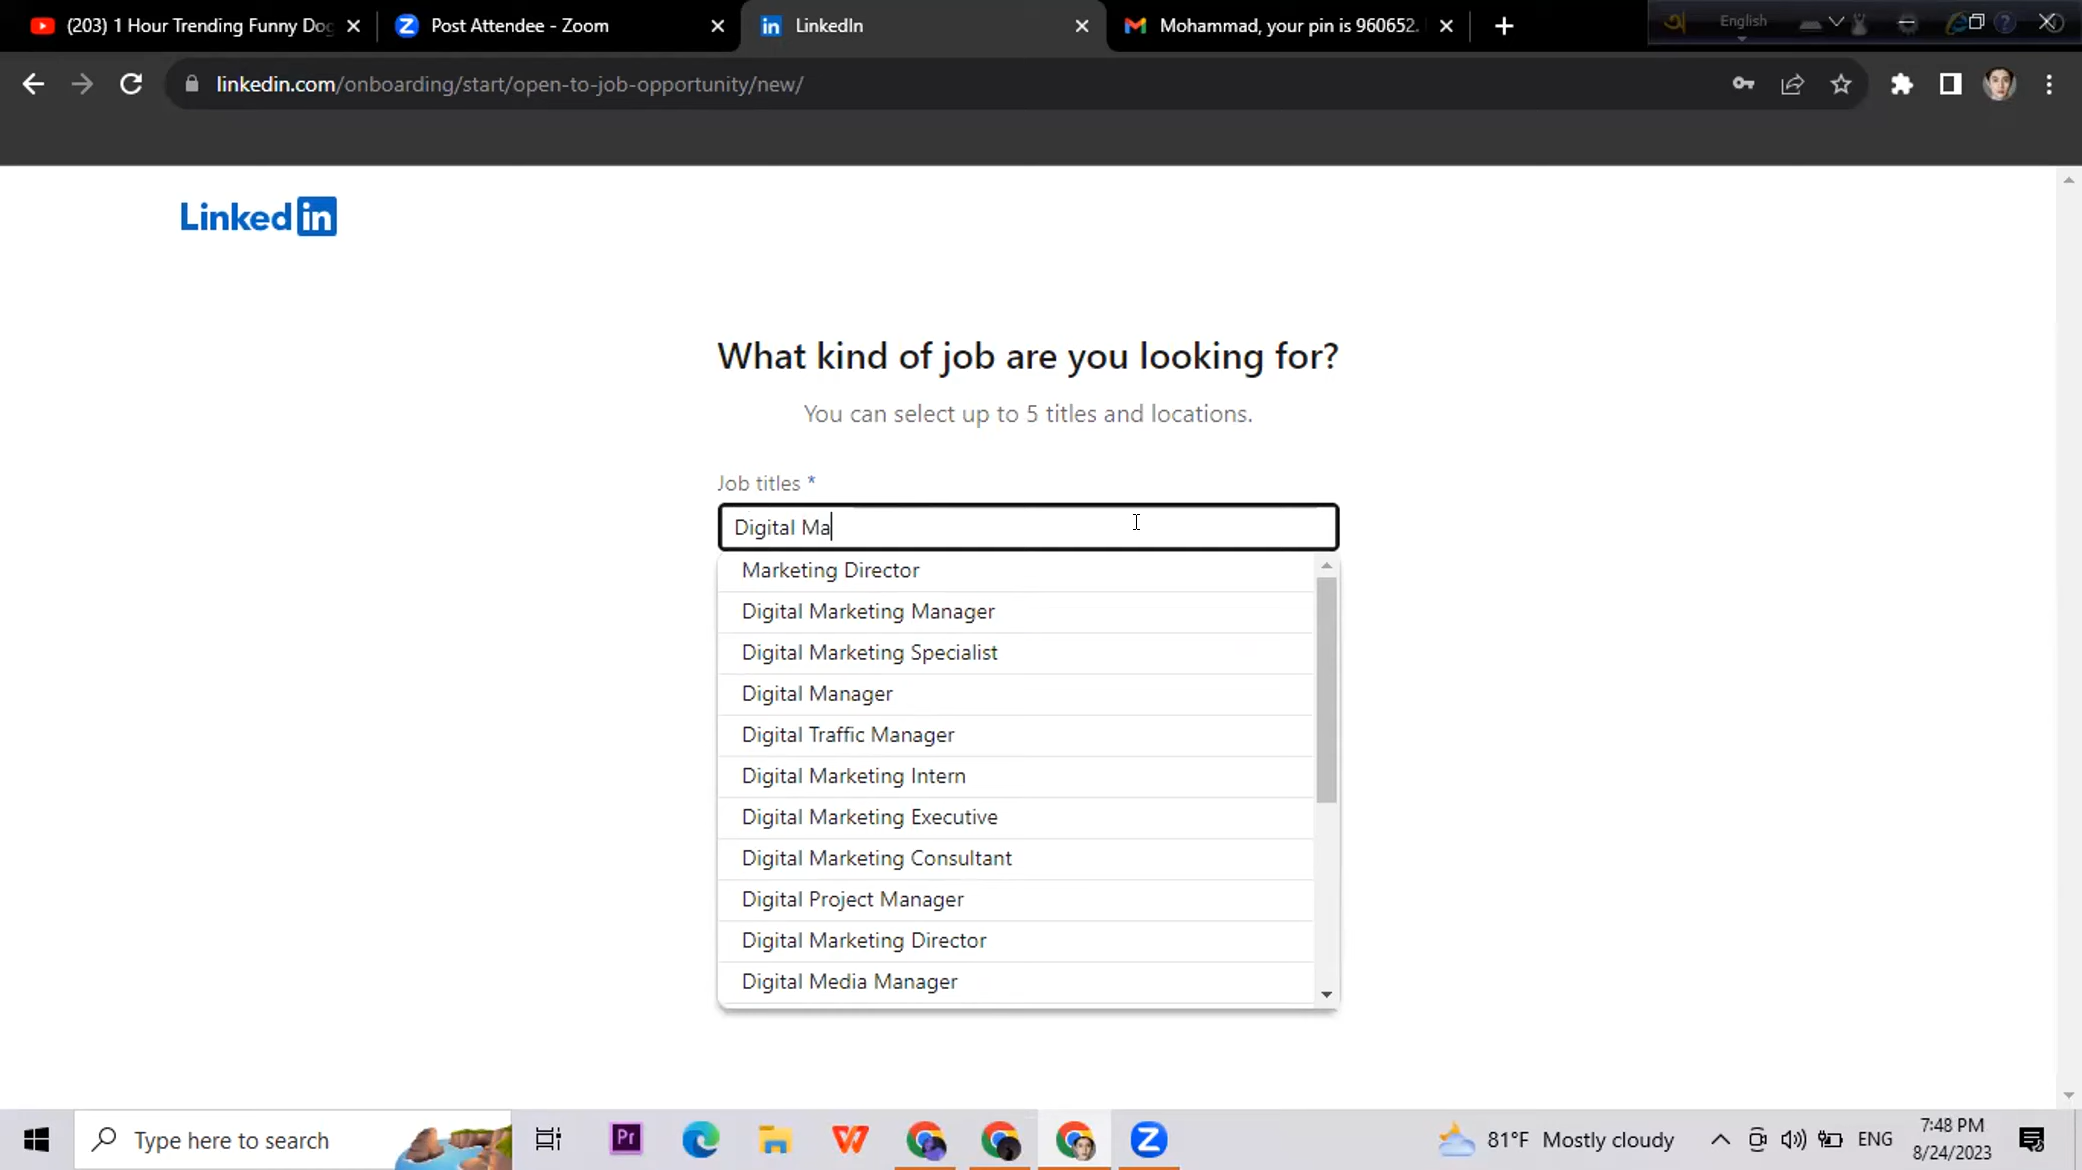 (203) 1 Hour Trending Funny Dog
Post Attendee - Zoom
LinkedIn
Mohammad, your pin is 960652.
English
linkedin.com/onboarding/start/open-to-job-opportunity/new/
Linked in
What kind of job are you looking for?
You can select up to 5 titles and locations.
Job titles *
Digital Ma
Marketing Director
Digital Marketing Manager
Digital Marketing Specialist
Digital Manager
Digital Traffic Manager
Digital Marketing Intern
Digital Marketing Executive
Digital Marketing Consultant
Digital Project Manager
Digital Marketing Director
Digital Media Manager
Type here to search
Pr
81°F Mostly cloudy
ENG
7:48 PM
8/24/2023